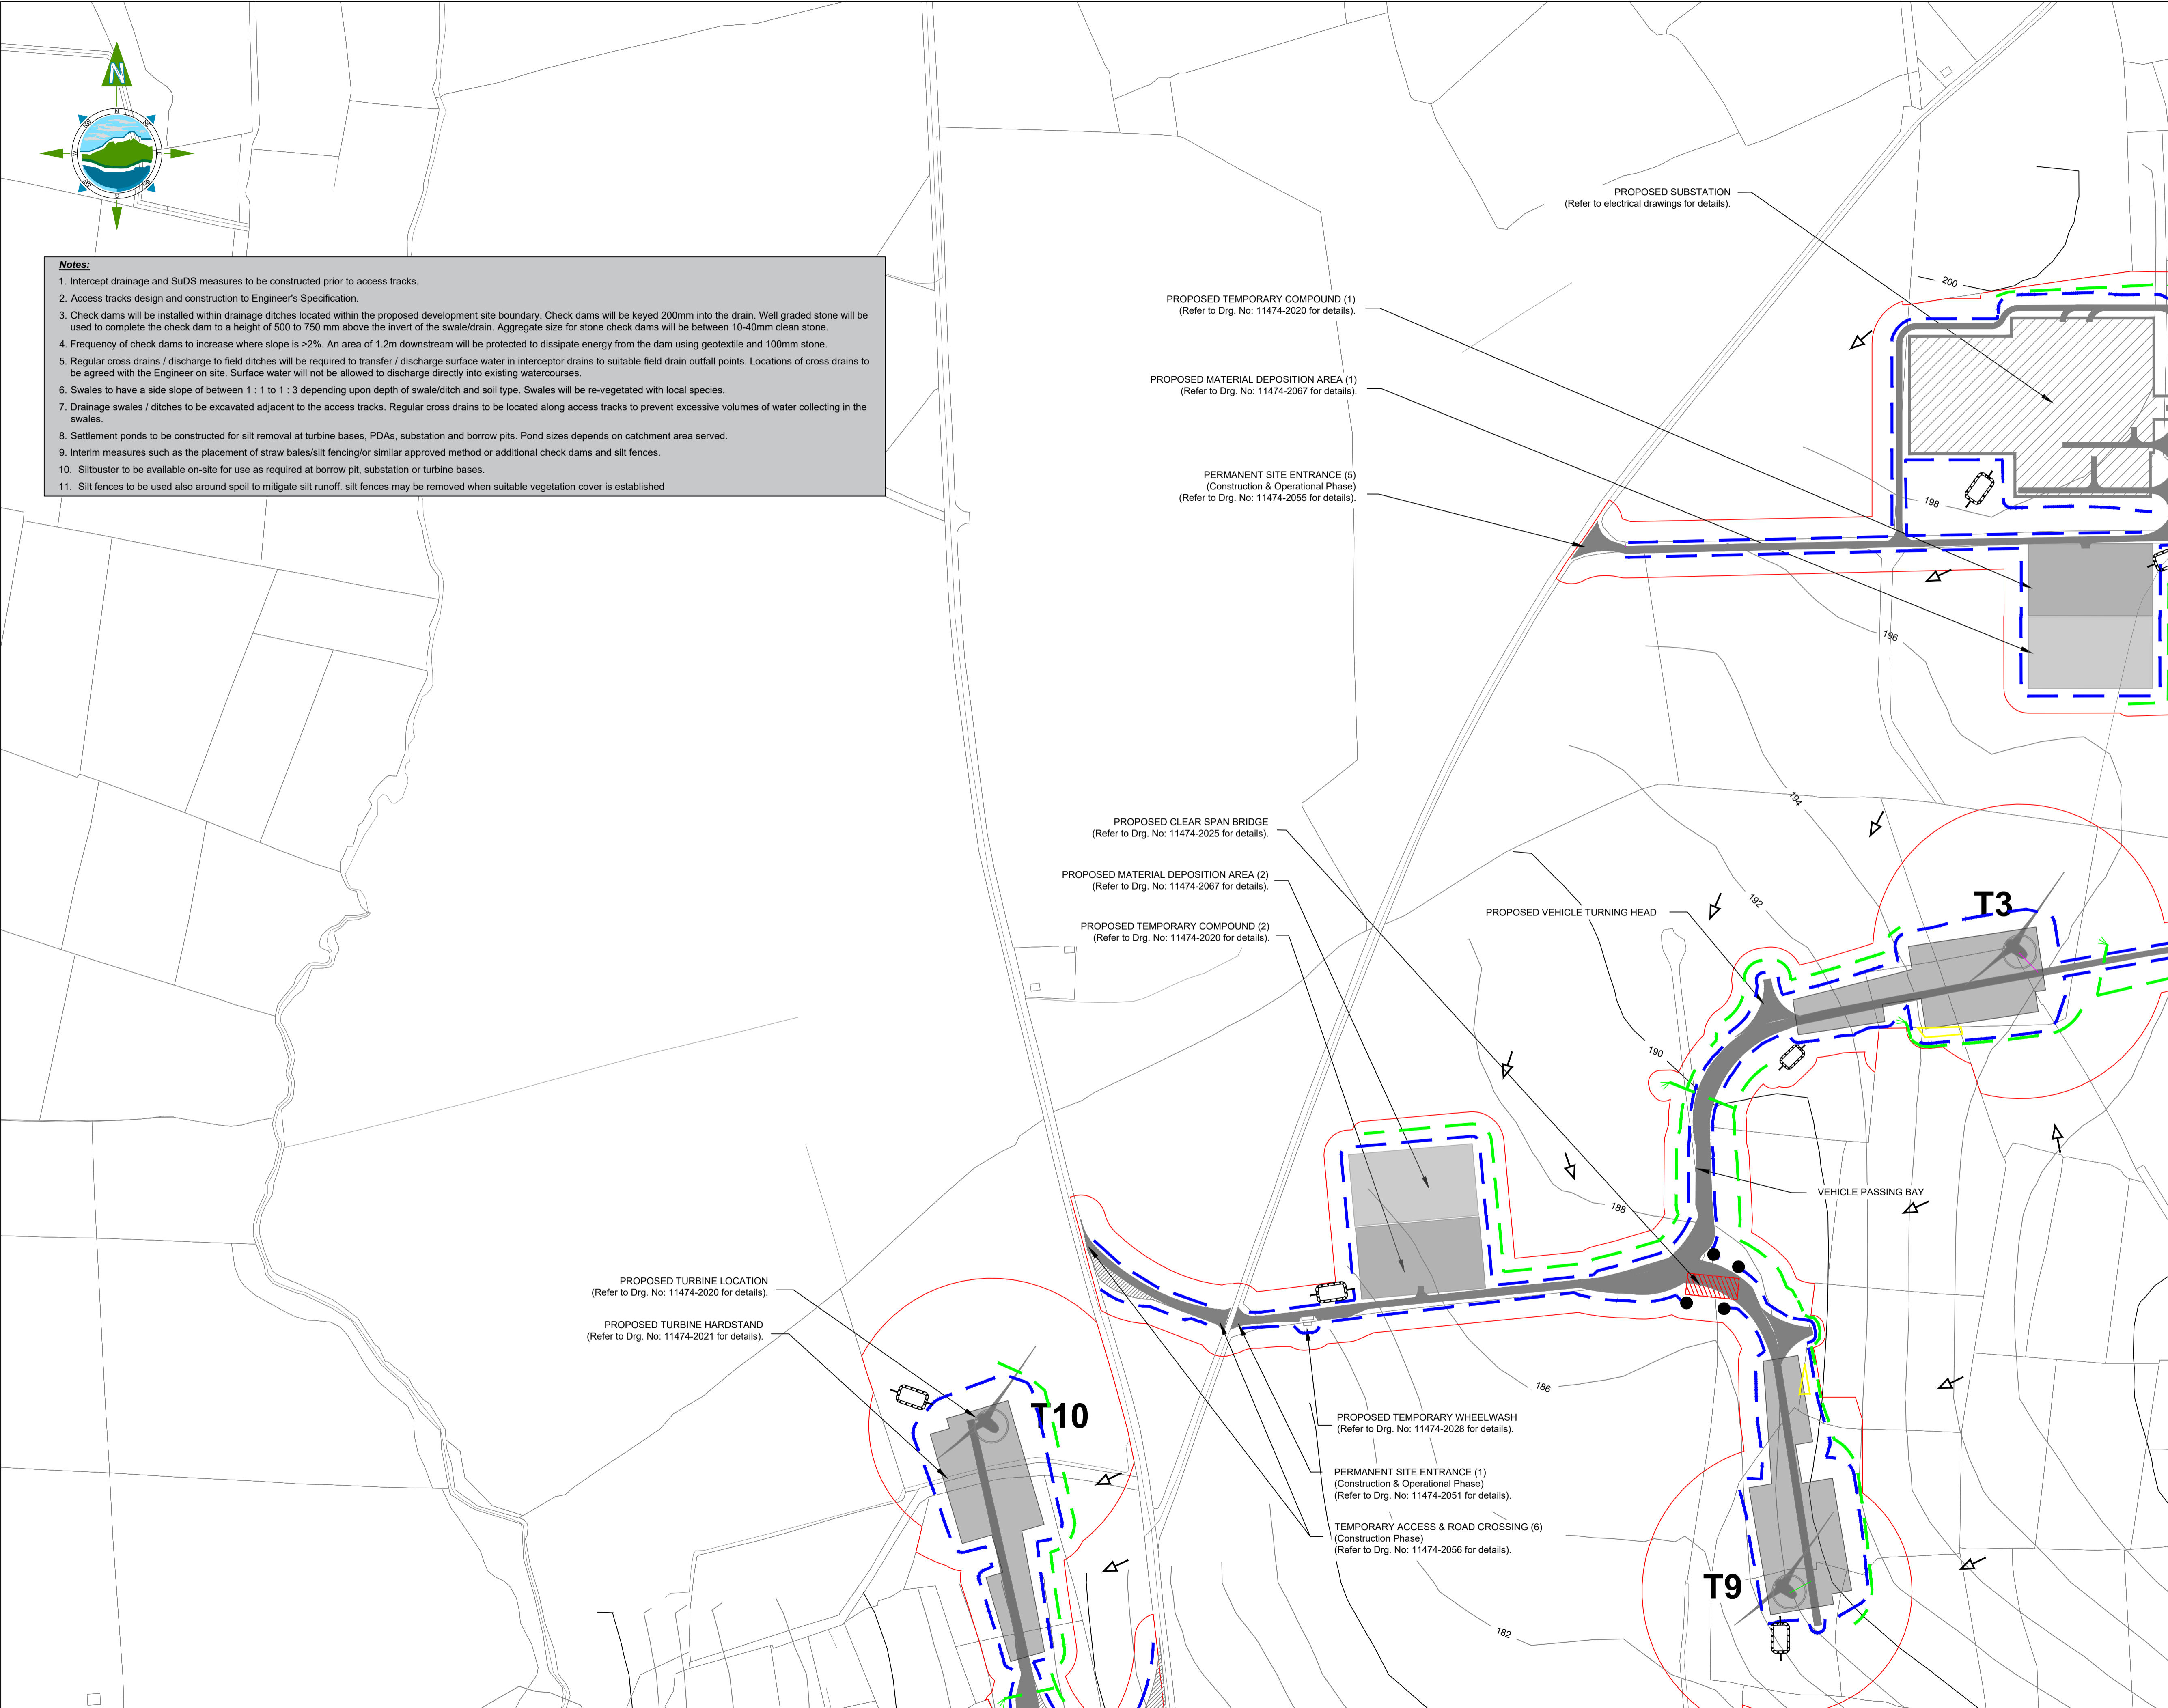 N
N
NW
NE
W
E
SW
SE
S
Notes:
1. Intercept drainage and SuDS measures to be constructed prior to access tracks.
2. Access tracks design and construction to Engineer's Specification.
3. Check dams will be installed within drainage ditches located within the proposed development site boundary. Check dams will be keyed 200mm into the drain. Well graded stone will be
used to complete the check dam to a height of 500 to 750 mm above the invert of the swale/drain. Aggregate size for stone check dams will be between 10-40mm clean stone.
4. Frequency of check dams to increase where slope is >2%. An area of 1.2m downstream will be protected to dissipate energy from the dam using geotextile and 100mm stone.
5. Regular cross drains / discharge to field ditches will be required to transfer / discharge surface water in interceptor drains to suitable field drain outfall points. Locations of cross drains to
be agreed with the Engineer on site. Surface water will not be allowed to discharge directly into existing watercourses.
6. Swales to have a side slope of between 1 : 1 to 1 : 3 depending upon depth of swale/ditch and soil type. Swales will be re-vegetated with local species.
7. Drainage swales / ditches to be excavated adjacent to the access tracks. Regular cross drains to be located along access tracks to prevent excessive volumes of water collecting in the
swales.
8. Settlement ponds to be constructed for silt removal at turbine bases, PDAs, substation and borrow pits. Pond sizes depends on catchment area served.
9. Interim measures such as the placement of straw bales/silt fencing/or similar approved method or additional check dams and silt fences.
10. Siltbuster to be available on-site for use as required at borrow pit, substation or turbine bases.
11. Silt fences to be used also around spoil to mitigate silt runoff. silt fences may be removed when suitable vegetation cover is established
PROPOSED SUBSTATION
(Refer to electrical drawings for details).
200
PROPOSED TEMPORARY COMPOUND (1)
(Refer to Drg. No: 11474-2020 for details).
PROPOSED MATERIAL DEPOSITION AREA (1)
(Refer to Drg. No: 11474-2067 for details).
PERMANENT SITE ENTRANCE (5)
(Construction & Operational Phase)
(Refer to Drg. No: 11474-2055 for details).
198
196
194
PROPOSED CLEAR SPAN BRIDGE
(Refer to Drg. No: 11474-2025 for details).
PROPOSED MATERIAL DEPOSITION AREA (2)
(Refer to Drg. No: 11474-2067 for details).
PROPOSED TEMPORARY COMPOUND (2)
(Refer to Drg. No: 11474-2020 for details).
PROPOSED VEHICLE TURNING HEAD
192
T3
190
VEHICLE PASSING BAY
188
PROPOSED TURBINE LOCATION
(Refer to Drg. No: 11474-2020 for details).
PROPOSED TURBINE HARDSTAND
(Refer to Drg. No: 11474-2021 for details).
186
T10
PROPOSED TEMPORARY WHEELWASH
(Refer to Drg. No: 11474-2028 for details).
PERMANENT SITE ENTRANCE (1)
(Construction & Operational Phase)
(Refer to Drg. No: 11474-2051 for details).
TEMPORARY ACCESS & ROAD CROSSING (6)
(Construction Phase)
(Refer to Drg. No: 11474-2056 for details).
T9
182